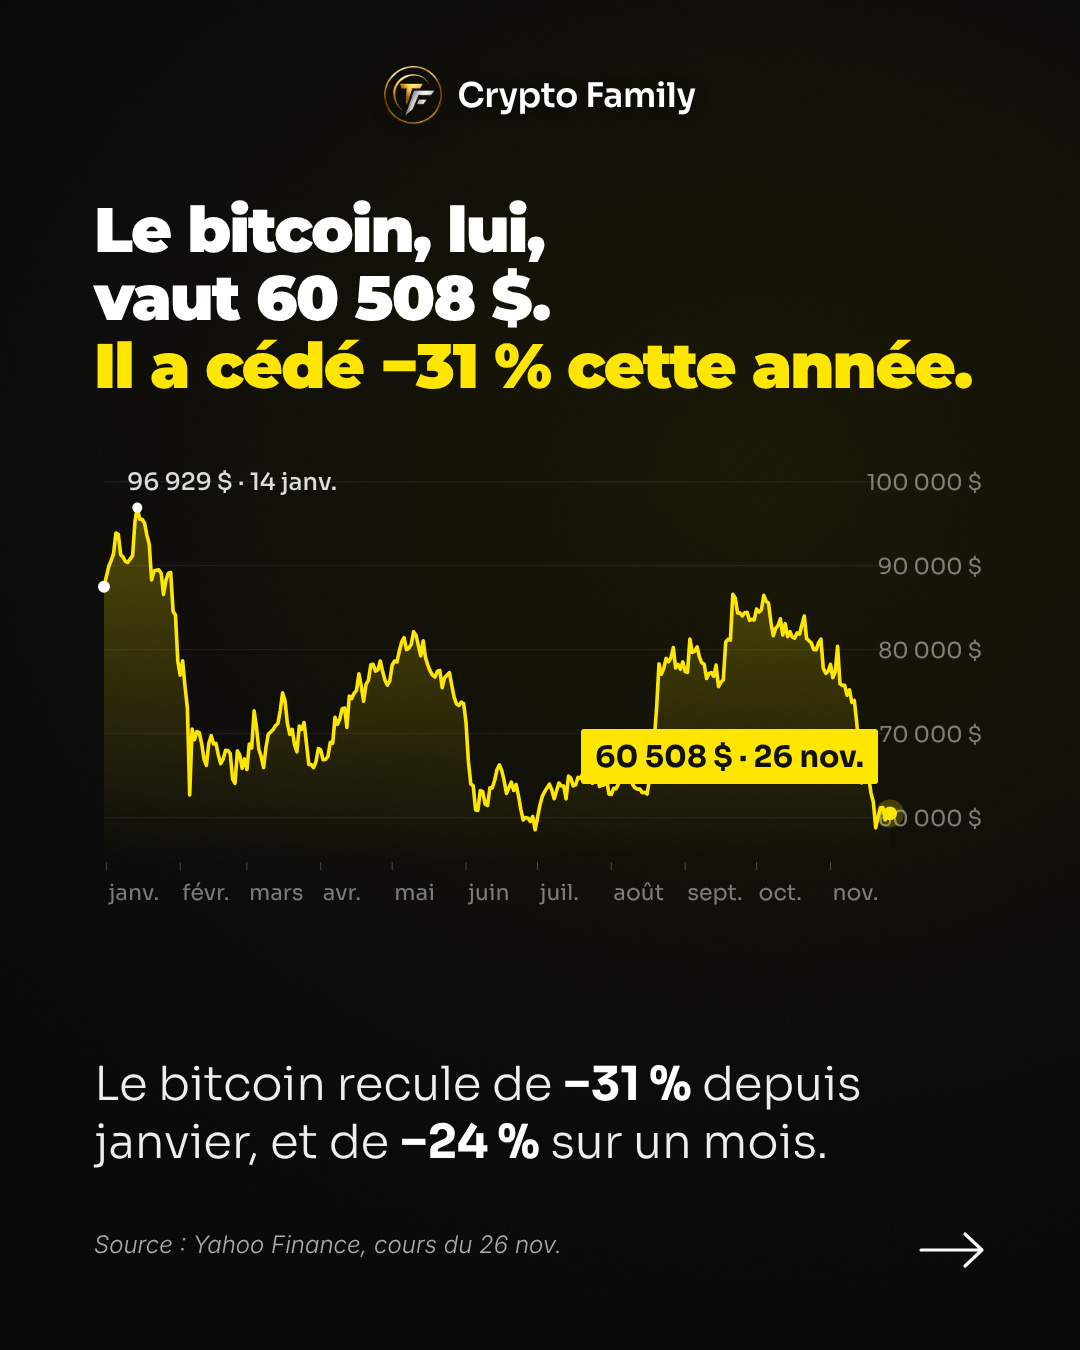 Crypto Family
Le bitcoin, lui,
vaut 60 508 $.
Il a cédé –31 % cette année.
96 929 $ · 14 janv.
100 000 $
90 000 $
80 000 $
70 000 $
60 508 $ · 26 nov.
0 000 $
janv. févr. mars avr. mai juin juil. août sept. oct. nov.
Le bitcoin recule de –31 % depuis
janvier, et de –24 % sur un mois.
Source : Yahoo Finance, cours du 26 nov.